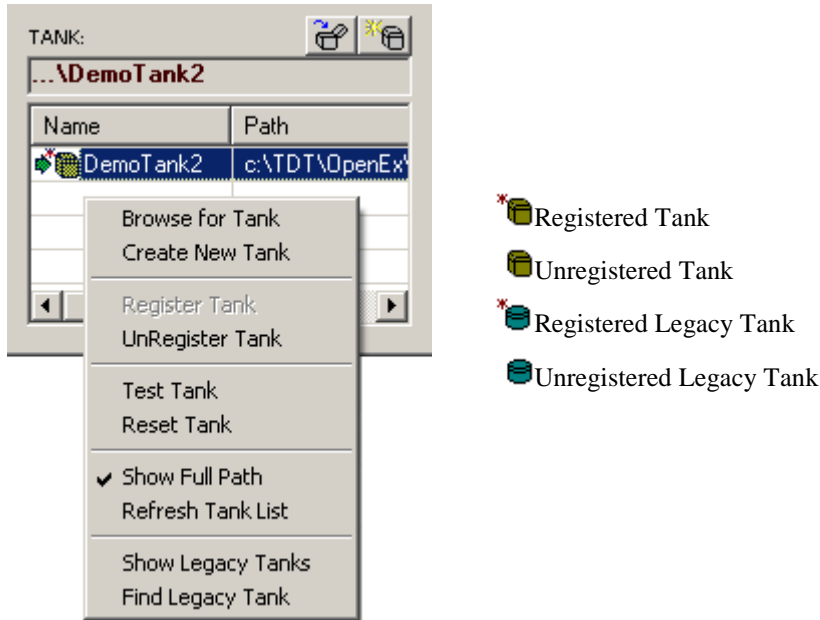 TANK:
...\DemoTank2
Name Path
DemoTank2 c:\TDT\OpenEx\
Browse for Tank
Create New Tank
Register Tank
UnRegister Tank
Test Tank
Reset Tank
Show Full Path
Refresh Tank List
Show Legacy Tanks
Find Legacy Tank
Registered Tank
Unregistered Tank
Registered Legacy Tank
Unregistered Legacy Tank